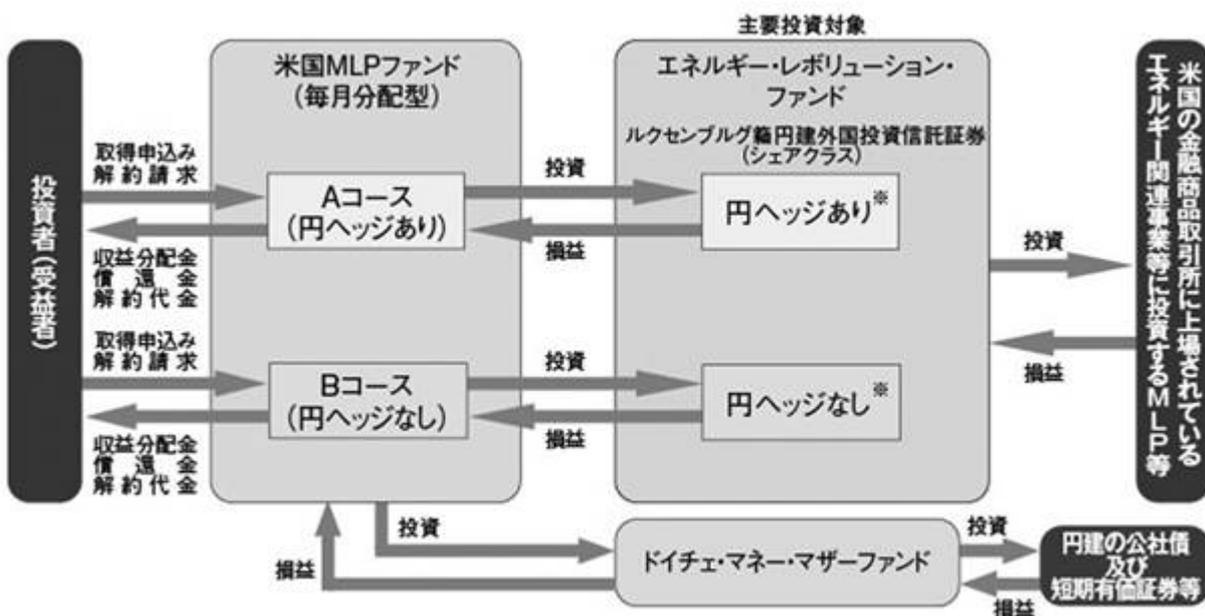 主要投資対象
投資者(受益者)
取得申込み
解約請求
収益分配金
償還金
解約代金
取得申込み
解約請求
収益分配金
償還金
解約代金
米国MLPファンド
(毎月分配型)
Aコース
(円ヘッジあり)
Bコース
(円ヘッジなし)
投資
損益
投資
損益
エネルギー・レボリューション・
ファンド
ルクセンブルグ籍円建外国投資信託証券
(シェアクラス)
円ヘッジあり※
円ヘッジなし※
投資
損益
米国の金融商品取引所に上場されている
エネルギー関連事業等に投資するMLP等
投資
損益
ドイチェ・マネー・マザーファンド
投資
損益
円建の公社債
及び
短期有価証券等